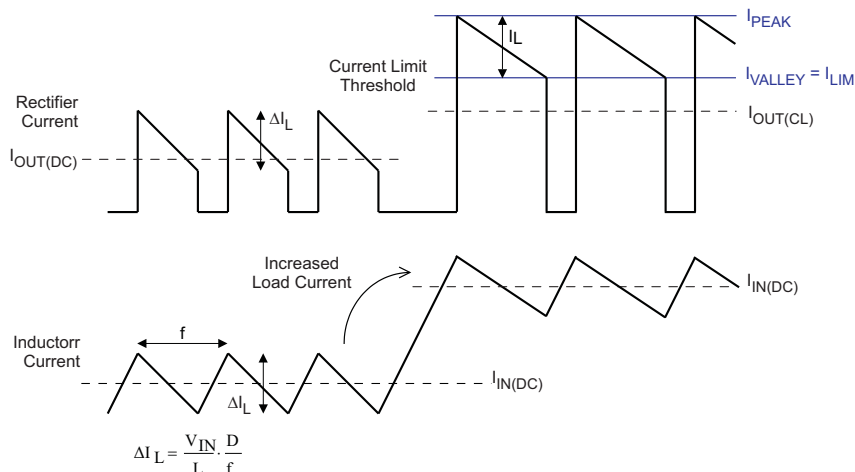 I_PEAK
I_L
Current Limit
Threshold
I_VALLEY = I_LIM
Rectifier
Current
ΔI_L
I_OUT(CL)
I_OUT(DC)
Increased
Load Current
I_IN(DC)
f
Inductorr
Current
ΔI_L
I_IN(DC)
ΔI_L = V_IN/L · D/f